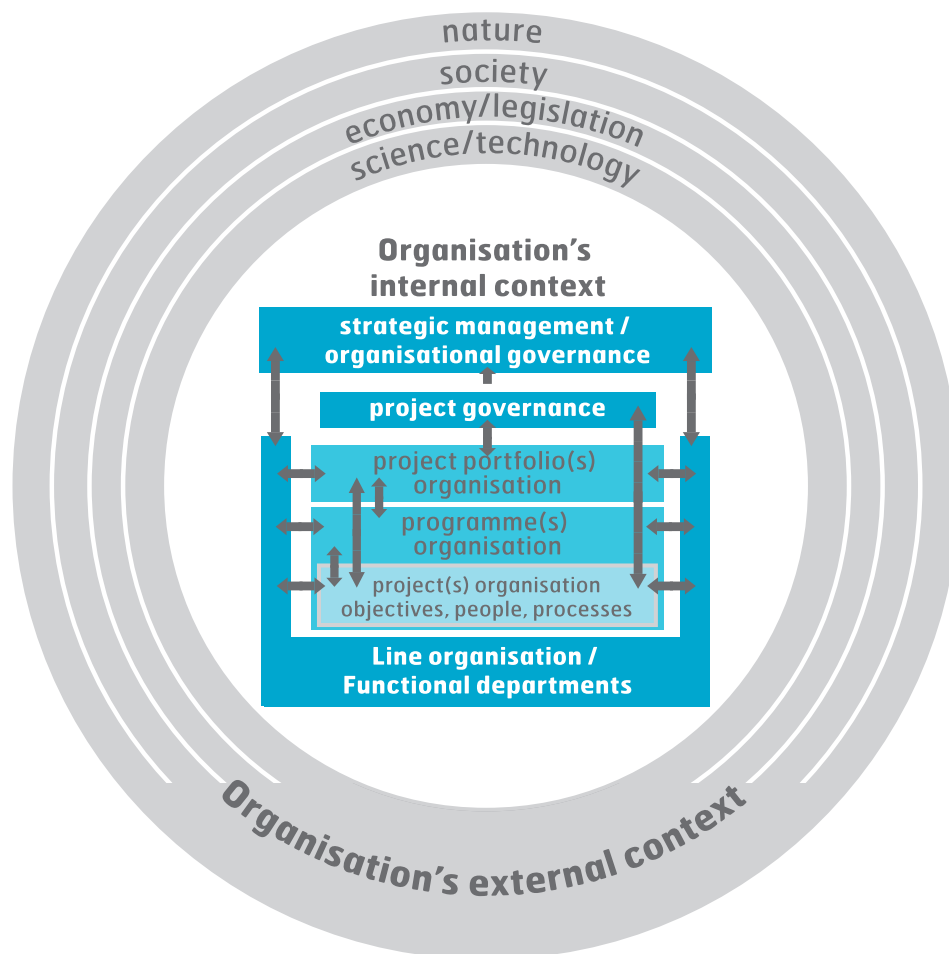 nature
society
economy/legislation
science/technology
Organisation's
internal context
strategic management /
organisational governance
project governance
project portfolio(s)
organisation
programme(s)
organisation
project(s) organisation
objectives, people, processes
Line organisation /
Functional departments
Organisation's external context